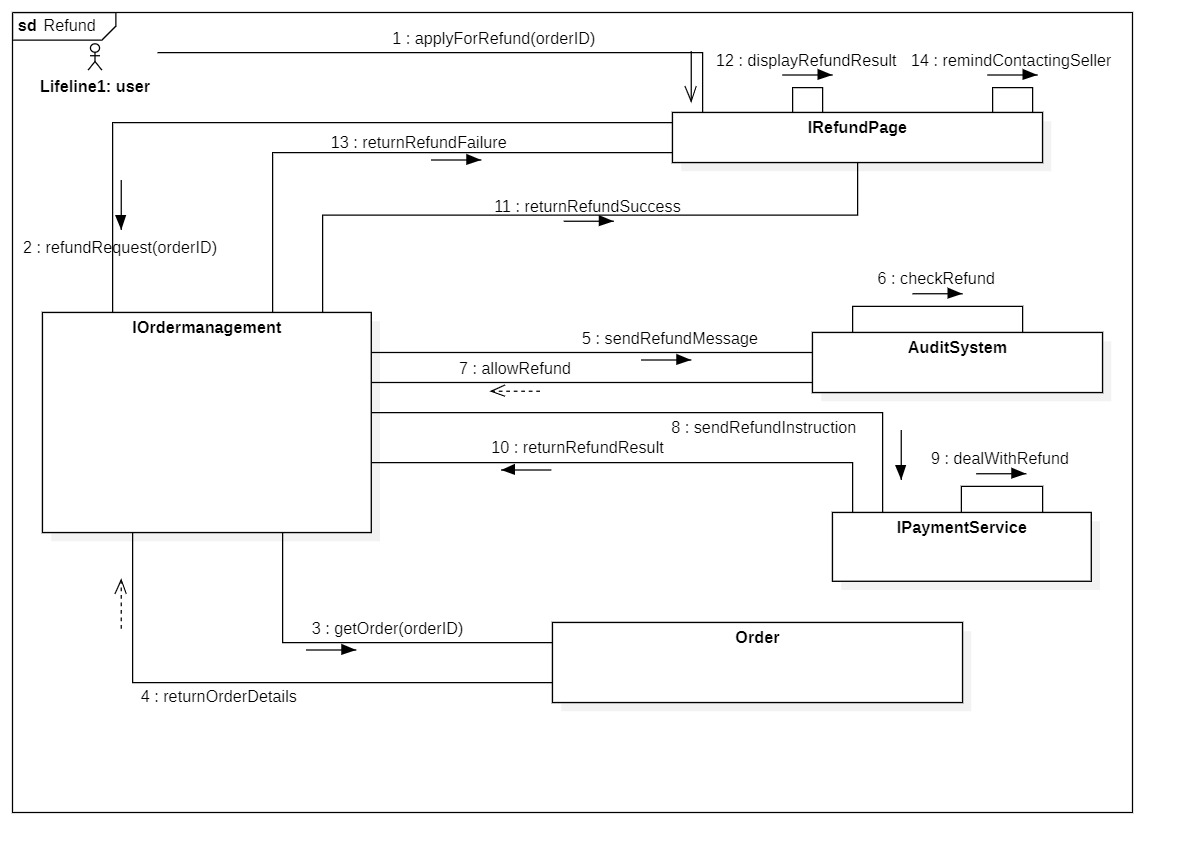 sd Refund
1 : applyForRefund(orderID)
Lifeline1: user
12 : displayRefundResult
14 : remindContactingSeller
IRefundPage
13 : returnRefundFailure
11 : returnRefundSuccess
2 : refundRequest(orderID)
6 : checkRefund
IOrdermanagement
5 : sendRefundMessage
AuditSystem
7 : allowRefund
8 : sendRefundInstruction
10 : returnRefundResult
9 : dealWithRefund
IPaymentService
3 : getOrder(orderID)
Order
4 : returnOrderDetails